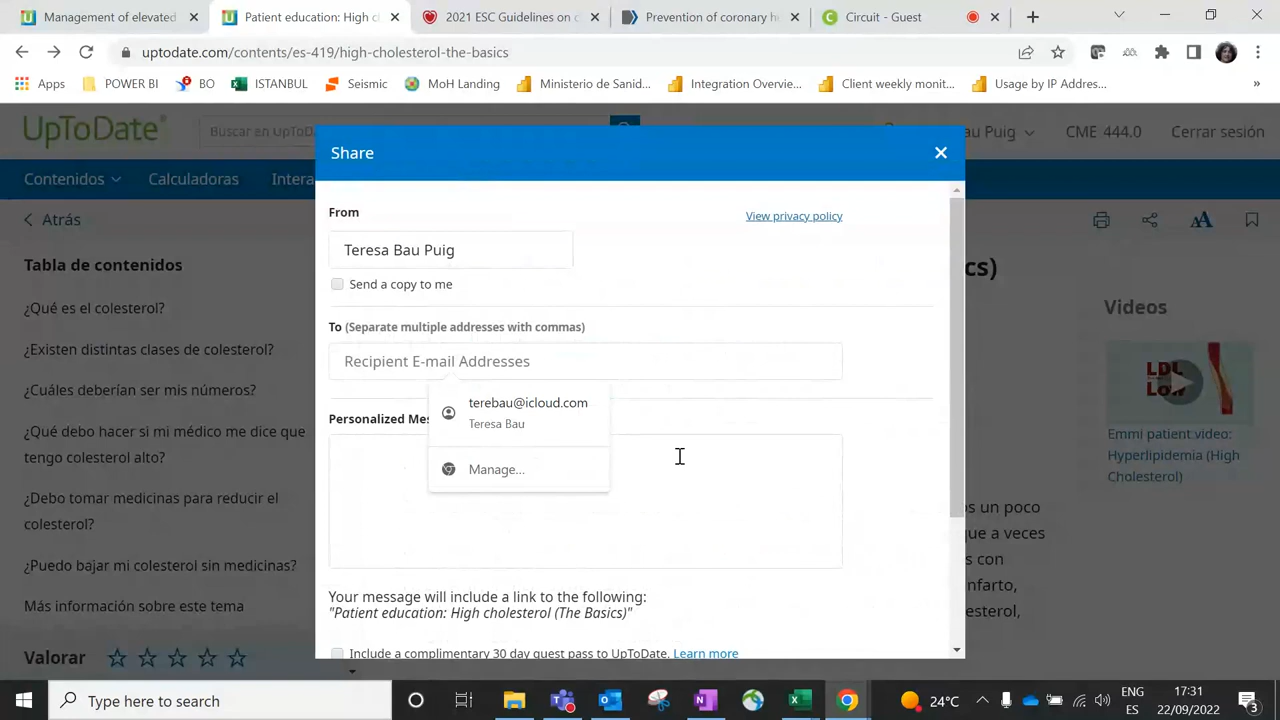 Management of elevated
Patient education: High cl
2021 ESC Guidelines on c
Prevention of coronary h
Circuit - Guest
uptodate.com/contents/es-419/high-cholesterol-the-basics
Apps
POWER BI
BO
ISTANBUL
Seismic
MoH Landing
Ministerio de Sanid...
Integration Overvie...
Client weekly monit...
Usage by IP Address...
»
UpToDate®
Buscar en UpToD
au Puig
CME 444.0
Cerrar sesión
Share
Contenidos
Calculadoras
Intera
Atrás
From
View privacy policy
Teresa Bau Puig
Send a copy to me
Tabla de contenidos
cs)
¿Qué es el colesterol?
Videos
To (Separate multiple addresses with commas)
¿Existen distintas clases de colesterol?
Recipient E-mail Addresses
LDL
Low
¿Cuáles deberían ser mis números?
terebau@icloud.com
Teresa Bau
Personalized Mes
¿Qué debo hacer si mi médico me dice que
tengo colesterol alto?
Manage...
Emmi patient video:
Hyperlipidemia (High
Cholesterol)
¿Debo tomar medicinas para reducir el
colesterol?
os un poco
que a veces
s con
infarto,
esterol,
¿Puedo bajar mi colesterol sin medicinas?
Más información sobre este tema
Your message will include a link to the following:
"Patient education: High cholesterol (The Basics)"
Valorar
Include a complimentary 30 day guest pass to UpToDate. Learn more
Type here to search
24°C
ENG
ES
17:31
22/09/2022
3